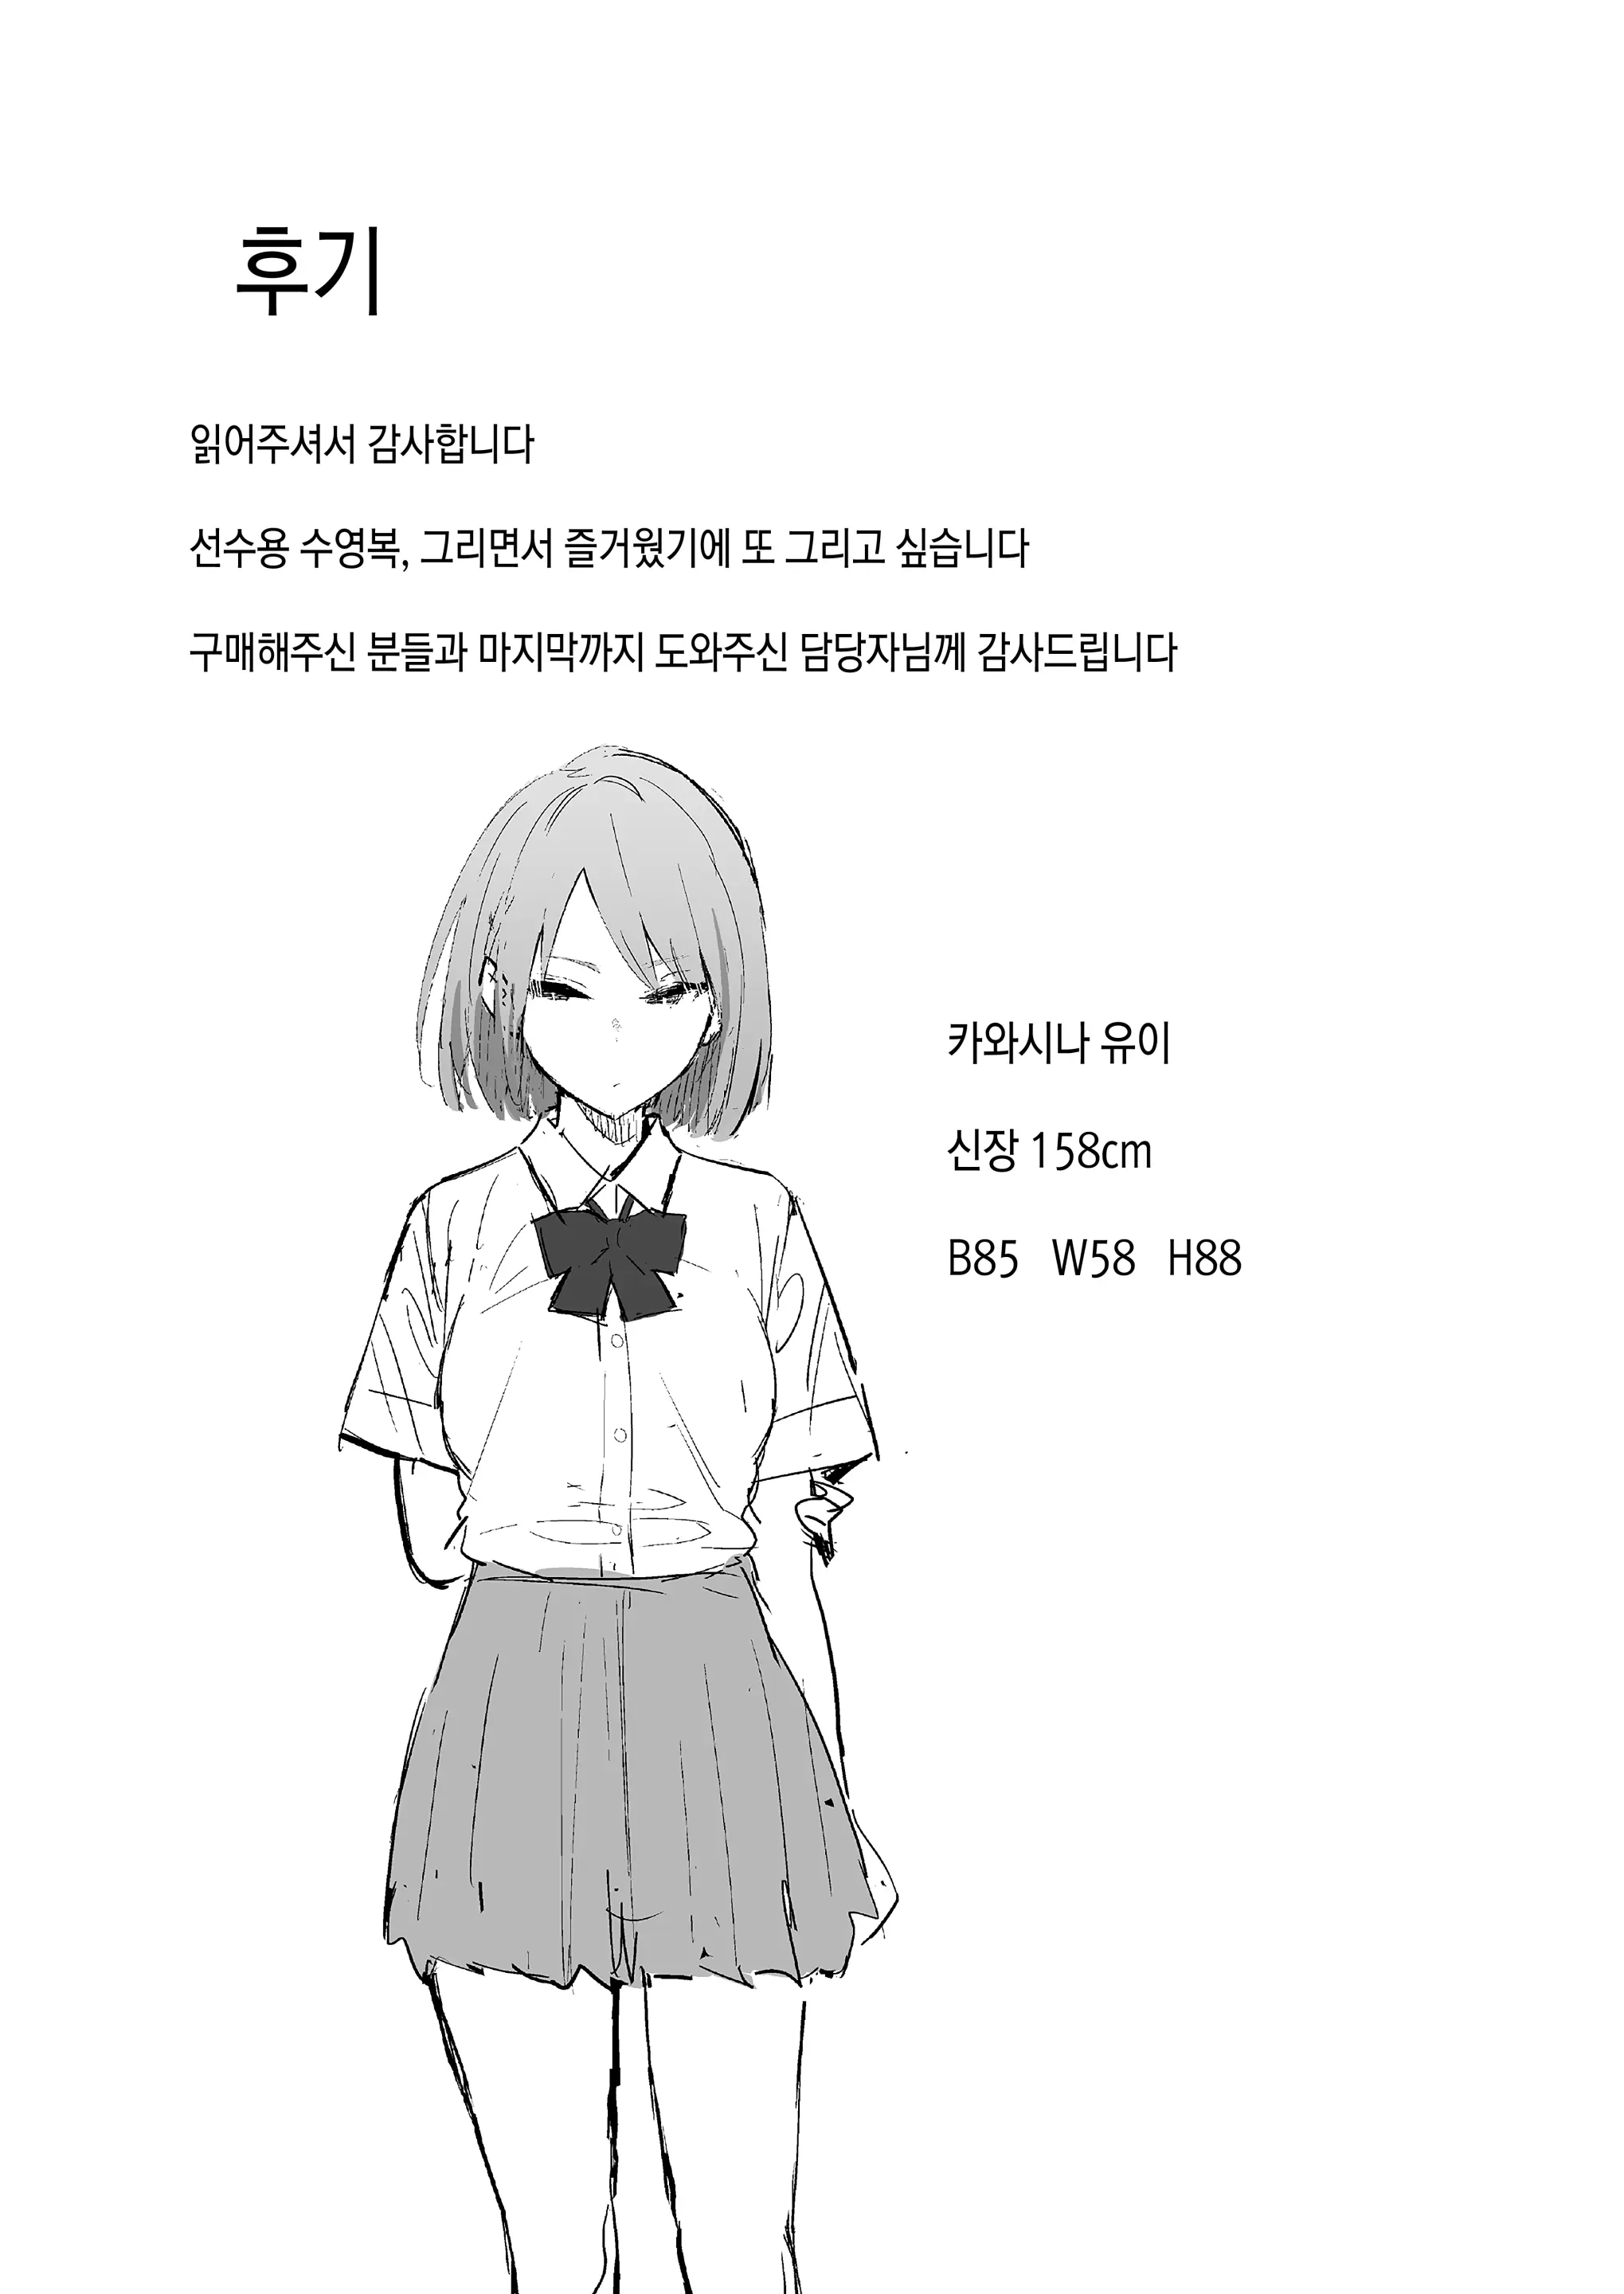 후기
읽어주셔서 감사합니다
선수용 수영복, 그리면서 즐거웠기에 또 그리고 싶습니다
구매해주신 분들과 마지막까지 도와주신 담당자님께 감사드립니다
카와시나 유이
신장 158cm
B85 W58 H88